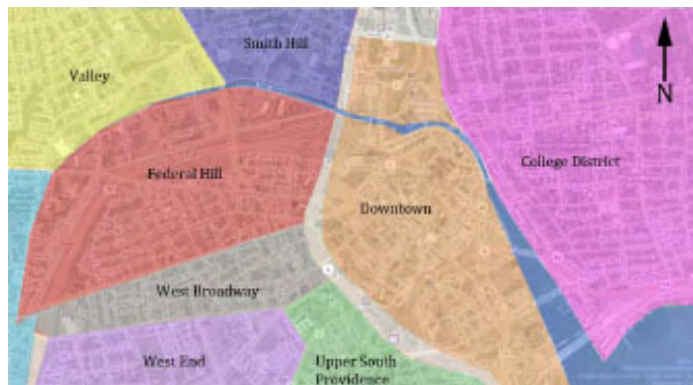 Smith Hill
Valley
N
College District
Federal Hill
Downtown
West Broadway
West End
Upper South
Providence